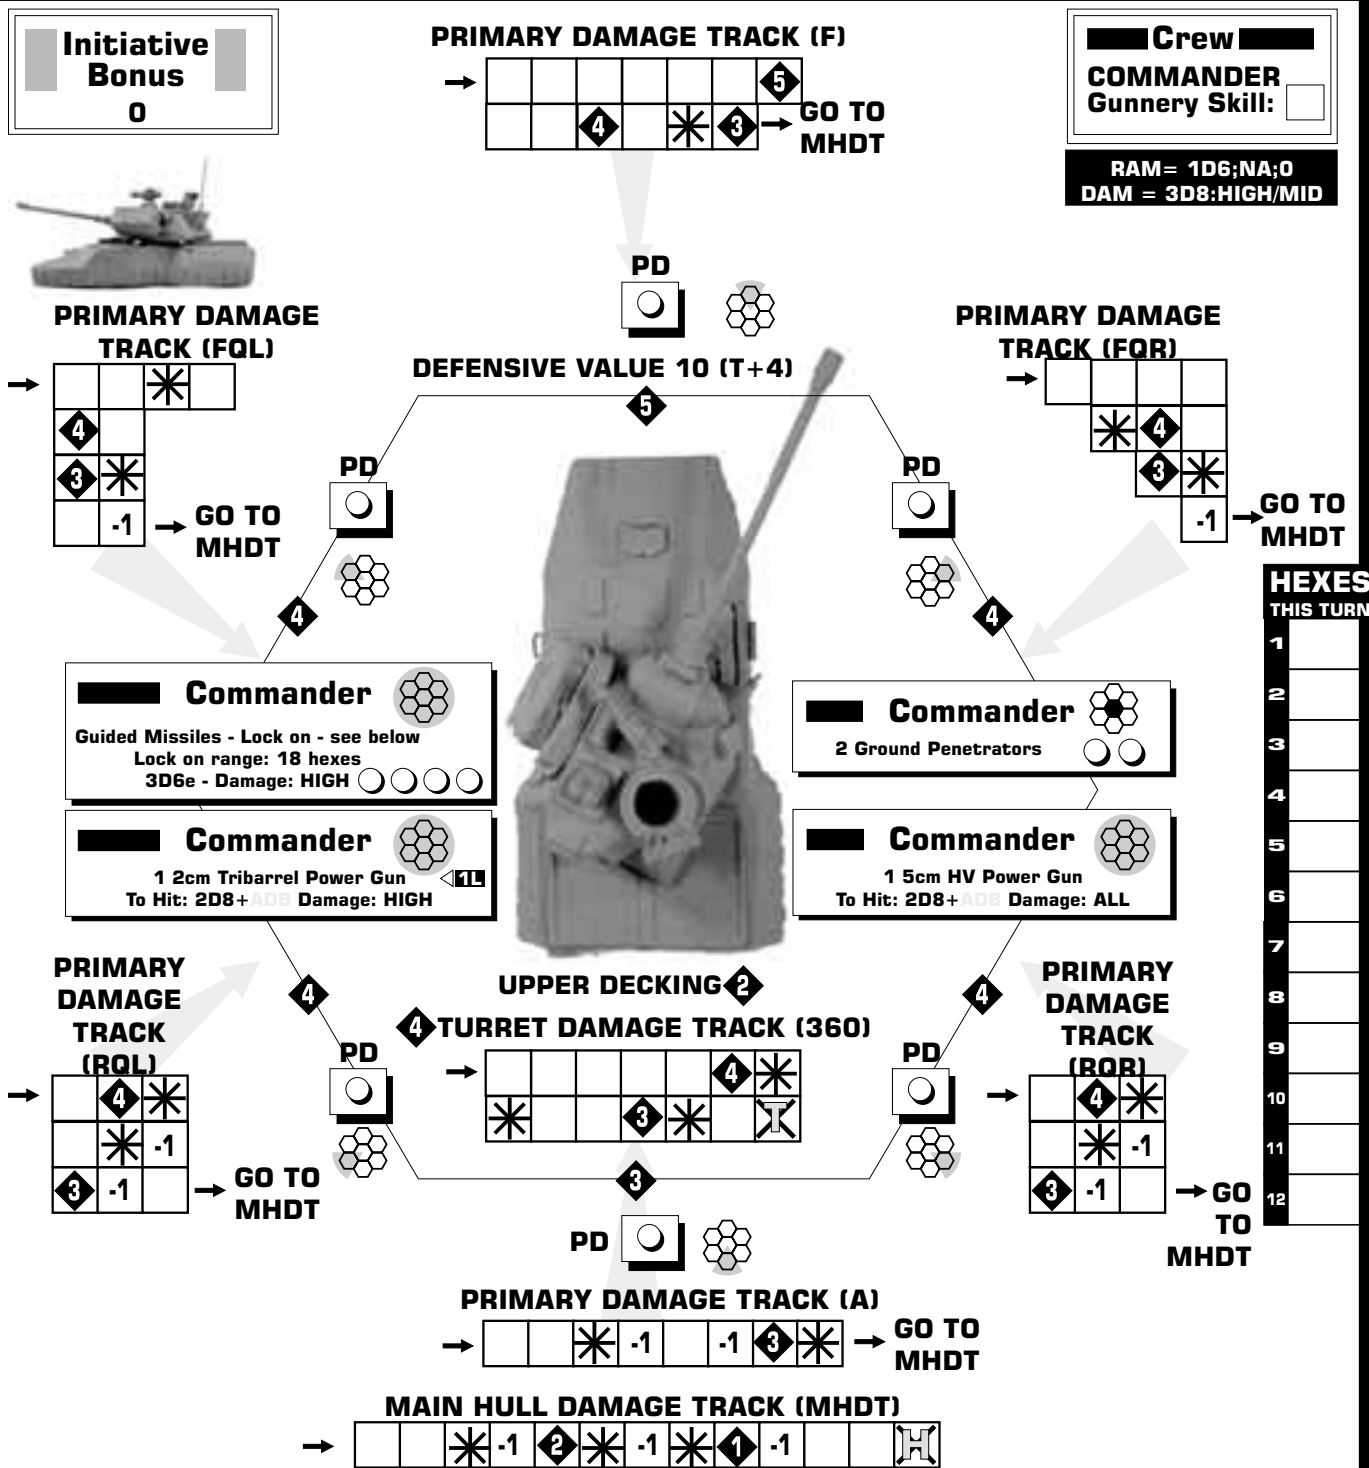 Initiative
Bonus
0
PRIMARY DAMAGE TRACK (F)
5
4 3 GO TO
MHDT
Crew
COMMANDER
Gunnery Skill:
RAM= 1D6;NA;0
DAM = 3D8:HIGH/MID
PD
PRIMARY DAMAGE
TRACK (FQL)
4
3
-1 GO TO
MHDT
DEFENSIVE VALUE 10 (T+4)
5
PRIMARY DAMAGE
TRACK (FQR)
4
3
-1 GO TO
MHDT
PD
PD
4
4
HEXES
THIS TURN
1
2
3
4
5
6
7
8
9
10
11
12
Commander
Guided Missiles - Lock on - see below
Lock on range: 18 hexes
3D6e - Damage: HIGH
Commander
2 Ground Penetrators
Commander
1 2cm Tribarrel Power Gun 1L
To Hit: 2D8+ADB Damage: HIGH
Commander
1 5cm HV Power Gun
To Hit: 2D8+ADB Damage: ALL
4
4
PRIMARY
DAMAGE
TRACK
(RQL)
4
-1
3 -1 GO TO
MHDT
UPPER DECKING 2
4 TURRET DAMAGE TRACK (360)
4
3 T
PD
PD
PRIMARY
DAMAGE
TRACK
(RQR)
4
-1
3 -1 GO
TO
MHDT
3
PD
PRIMARY DAMAGE TRACK (A)
-1 -1 3 GO TO
MHDT
MAIN HULL DAMAGE TRACK (MHDT)
-1 2 -1 1 -1 H